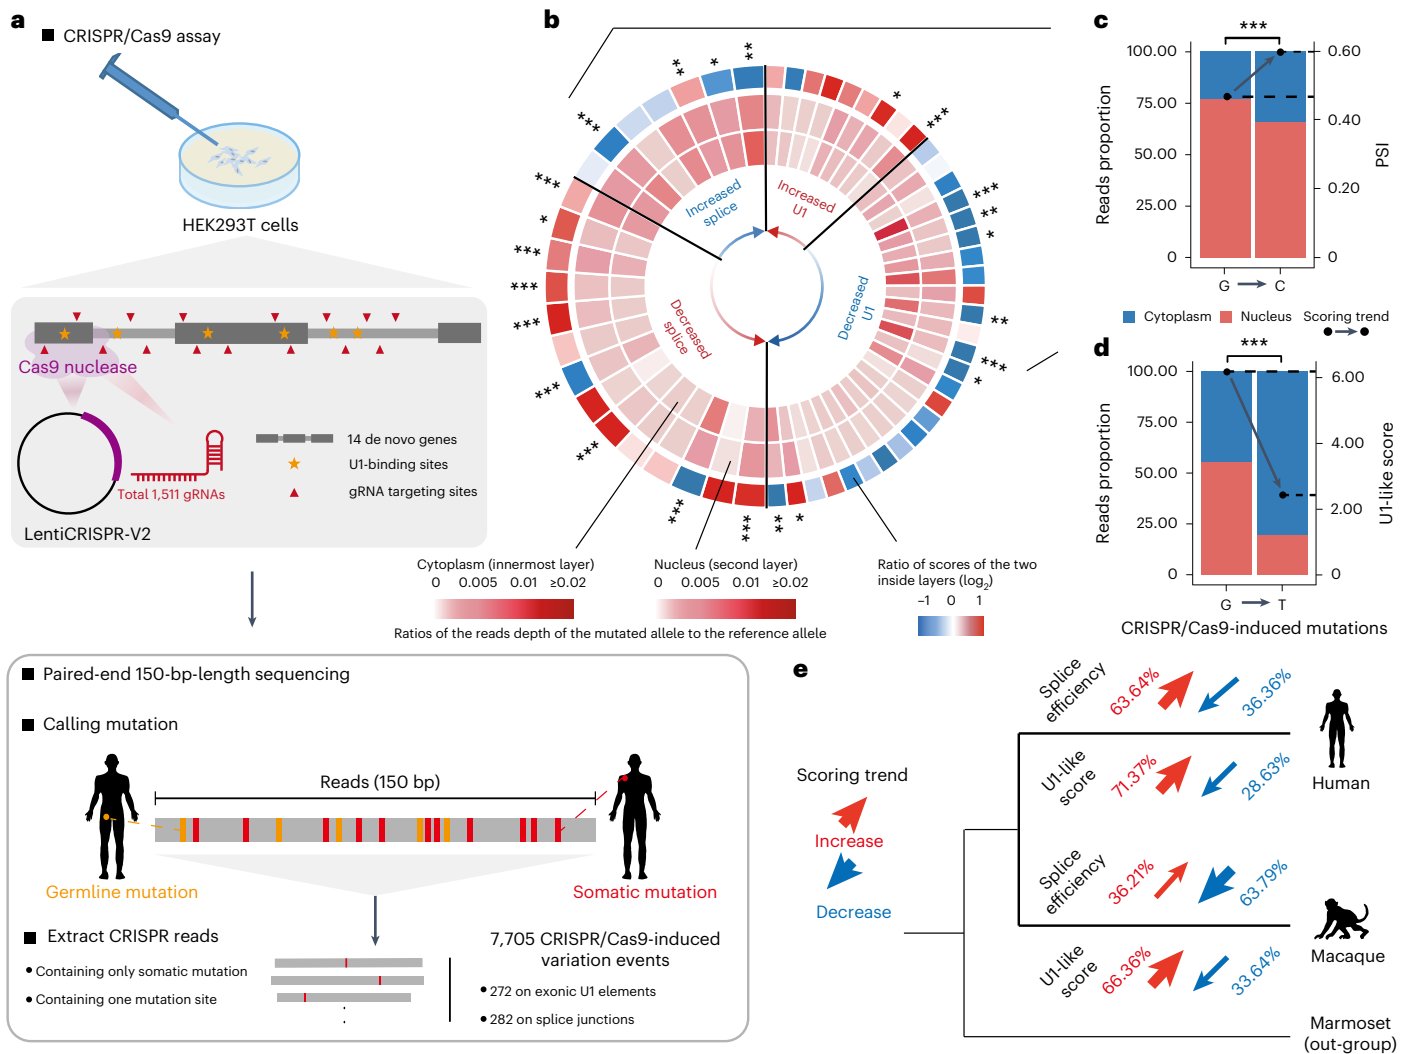 a
CRISPR/Cas9 assay
HEK293T cells
Cas9 nuclease
14 de novo genes
U1-binding sites
gRNA targeting sites
Total 1,511 gRNAs
LentiCRISPR-V2
Paired-end 150-bp-length sequencing
Calling mutation
Reads (150 bp)
Germline mutation
Somatic mutation
Extract CRISPR reads
• Containing only somatic mutation
• Containing one mutation site
7,705 CRISPR/Cas9-induced
variation events
• 272 on exonic U1 elements
• 282 on splice junctions
b
Increased
splice
Increased
U1
Decreased
splice
Decreased
U1
***
*
***
***
***
***
***
***
***
**
*
**
*
***
***
**
*
**
***
*
*
**
***
Cytoplasm (innermost layer)
0 0.005 0.01 ≥0.02
Nucleus (second layer)
0 0.005 0.01 ≥0.02
Ratios of the reads depth of the mutated allele to the reference allele
Ratio of scores of the two
inside layers (log2)
–1 0 1
c
***
Reads proportion
100.00
75.00
50.00
25.00
0
PSI
0.60
0.40
0.20
0
G C
Cytoplasm Nucleus Scoring trend
d
***
Reads proportion
100.00
75.00
50.00
25.00
0
U1-like score
6.00
4.00
2.00
0
G T
CRISPR/Cas9-induced mutations
e
Scoring trend
Increase
Decrease
Splice
efficiency
63.64%
36.36%
U1-like
score
71.37%
28.63%
Human
Splice
efficiency
36.21%
63.79%
U1-like
score
66.36%
33.64%
Macaque
Marmoset
(out-group)